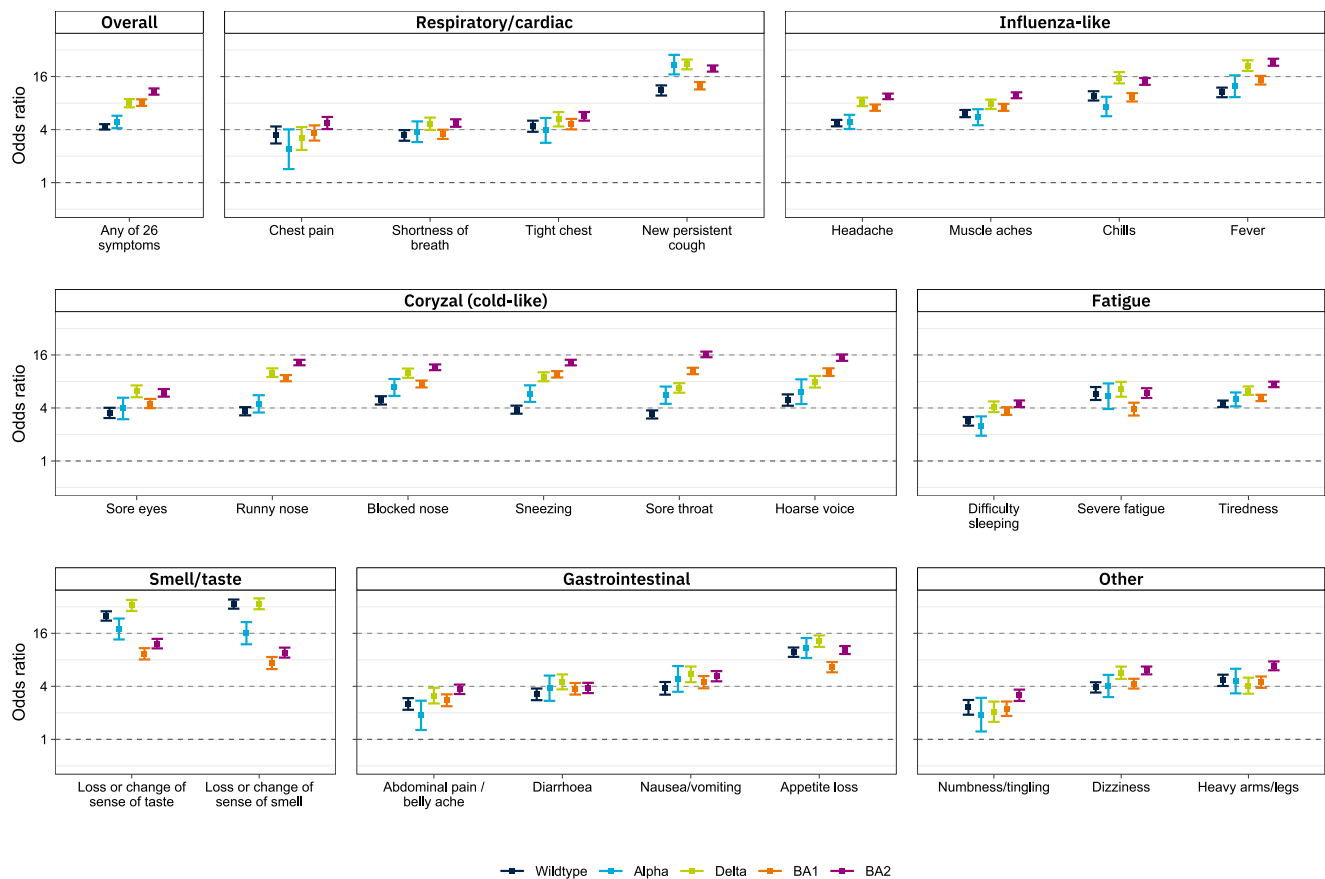 Overall
Respiratory/cardiac
Influenza-like
Odds ratio
16
4
1
Any of 26
symptoms
Chest pain
Shortness of
breath
Tight chest
New persistent
cough
Headache
Muscle aches
Chills
Fever
Coryzal (cold-like)
Fatigue
Odds ratio
16
4
1
Sore eyes
Runny nose
Blocked nose
Sneezing
Sore throat
Hoarse voice
Difficulty
sleeping
Severe fatigue
Tiredness
Smell/taste
Gastrointestinal
Other
Odds ratio
16
4
1
Loss or change of
sense of taste
Loss or change of
sense of smell
Abdominal pain /
belly ache
Diarrhoea
Nausea/vomiting
Appetite loss
Numbness/tingling
Dizziness
Heavy arms/legs
Wildtype
Alpha
Delta
BA1
BA2